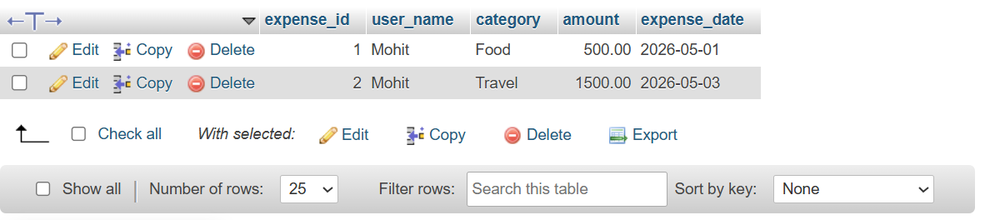 expense_id user_name category amount expense_date
Edit Copy Delete 1 Mohit Food 500.00 2026-05-01
Edit Copy Delete 2 Mohit Travel 1500.00 2026-05-03
Check all With selected: Edit Copy Delete Export
Show all Number of rows: 25 Filter rows: Search this table Sort by key: None